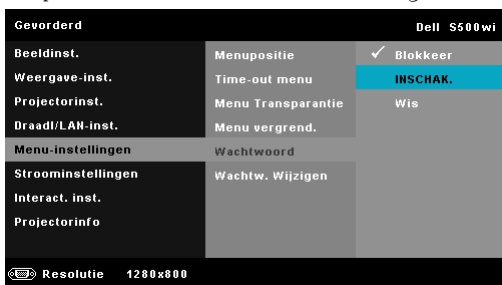 Gevorderd Dell S500wi
Beeldinst. Menupositie ✓ Blokkeer
Weergave-inst. Time-out menu INSCHAK.
Projectorinst. Menu Transparantie Wis
Draadl/LAN-inst. Menu vergrend.
Menu-instellingen Wachtwoord
Stroominstellingen Wachtw. Wijzigen
Interact. inst.
Projectorinfo
Resolutie 1280x800